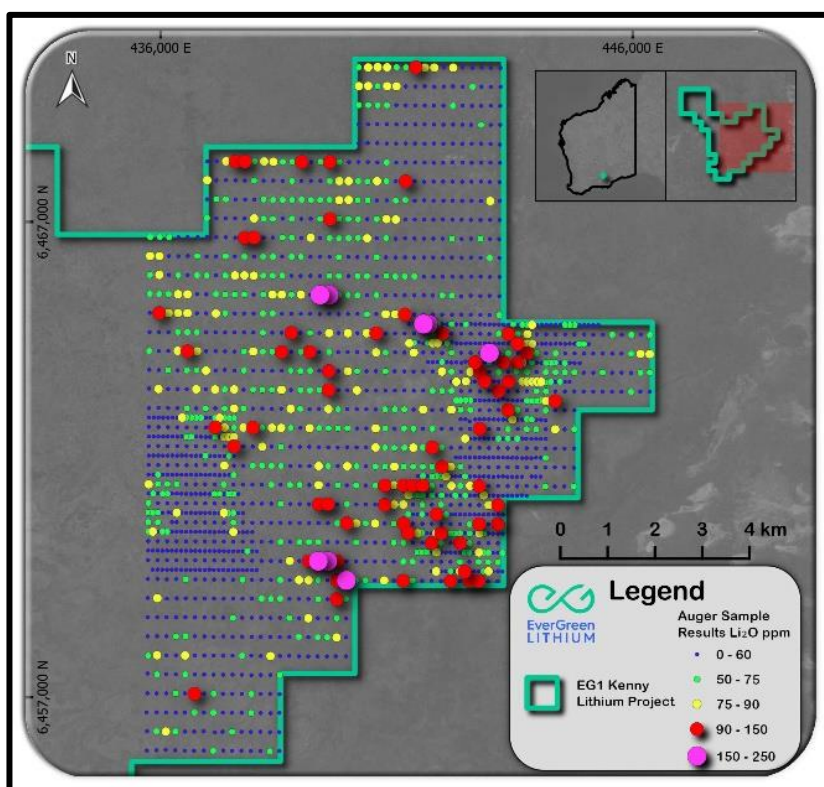 436,000 E
446,000 E
N
6,467,000 N
6,457,000 N
0 1 2 3 4 km
Legend
EverGreen
LITHIUM
EG1 Kenny
Lithium Project
Auger Sample
Results Li₂O ppm
0 - 60
50 - 75
75 - 90
90 - 150
150 - 250